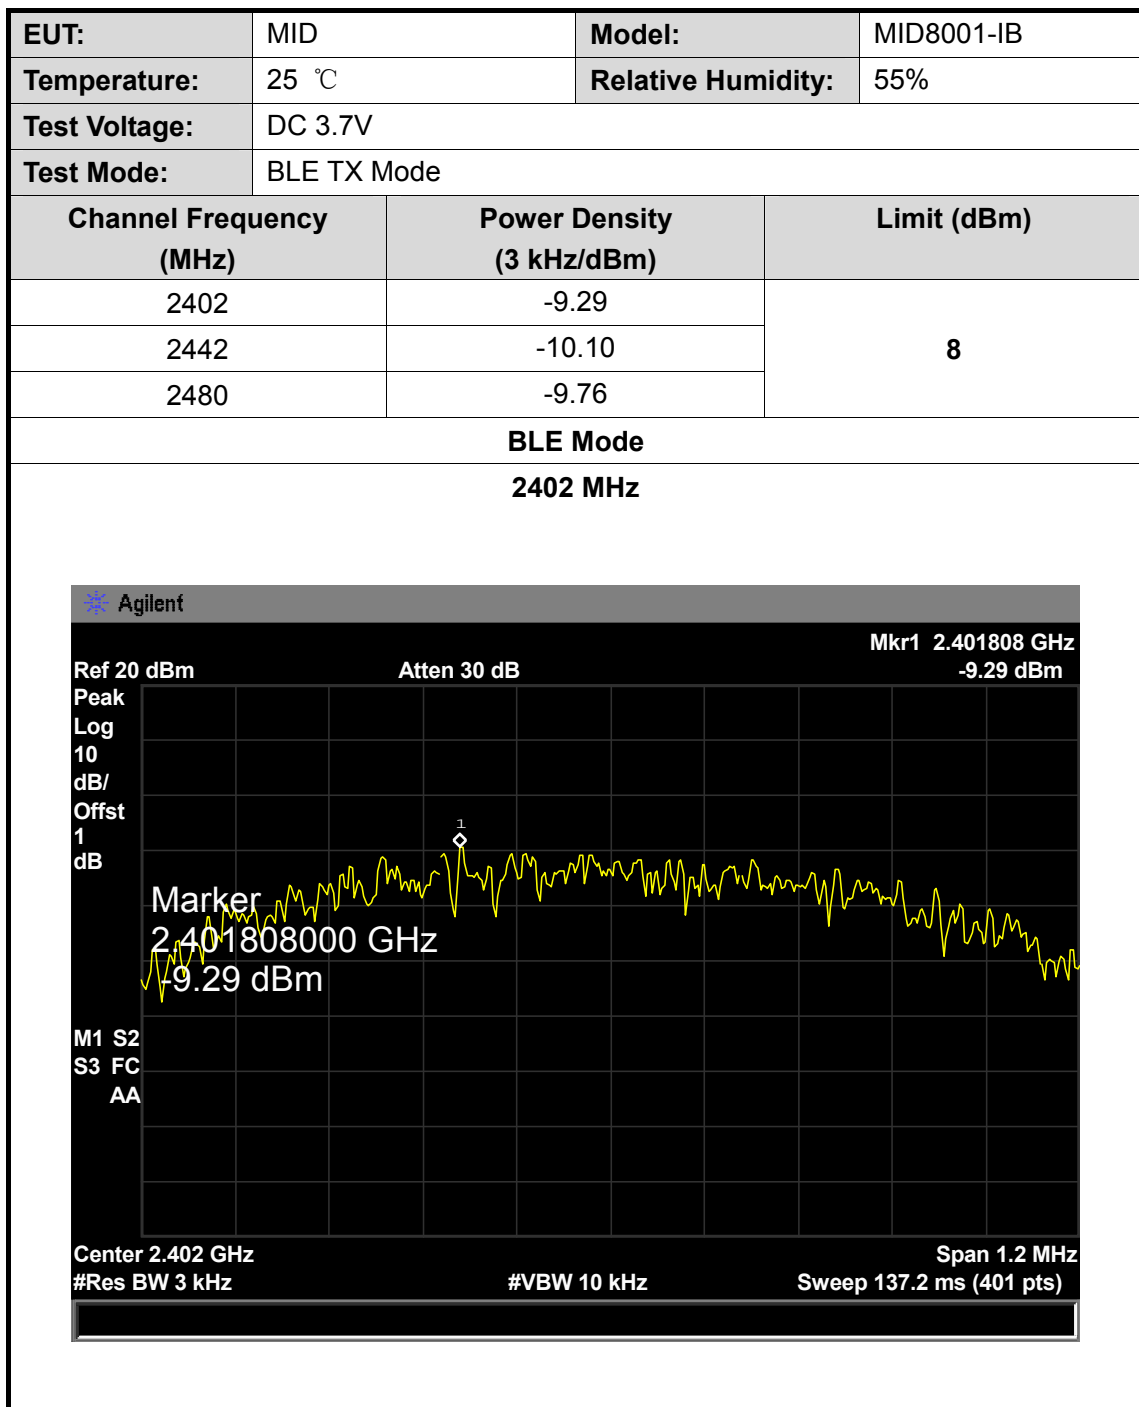 EUT: MID Model: MID8001-IB
Temperature: 25 ℃ Relative Humidity: 55%
Test Voltage: DC 3.7V
Test Mode: BLE TX Mode
Channel Frequency (MHz) Power Density (3 kHz/dBm) Limit (dBm)
2402 -9.29
2442 -10.10 8
2480 -9.76
BLE Mode
2402 MHz
Agilent
Mkr1 2.401808 GHz
Ref 20 dBm Atten 30 dB -9.29 dBm
Peak
Log
10
dB/
Offst
1
dB
1
Marker
2.401808000 GHz
-9.29 dBm
M1 S2
S3 FC
AA
Center 2.402 GHz Span 1.2 MHz
#Res BW 3 kHz #VBW 10 kHz Sweep 137.2 ms (401 pts)